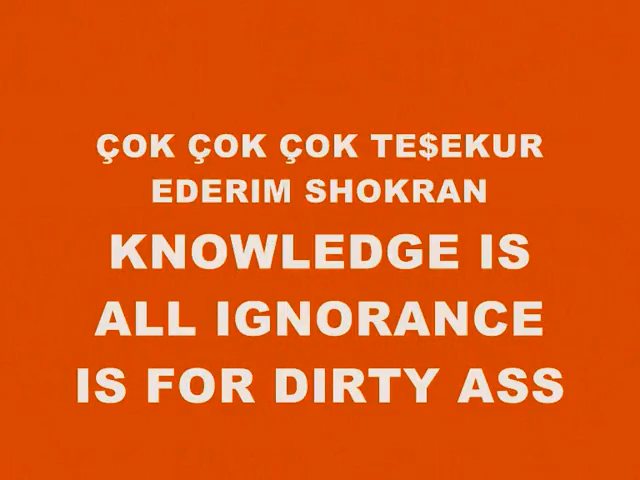 ÇOK ÇOK ÇOK TE$EKUR
EDERIM SHOKRAN
KNOWLEDGE IS
ALL IGNORANCE
IS FOR DIRTY ASS